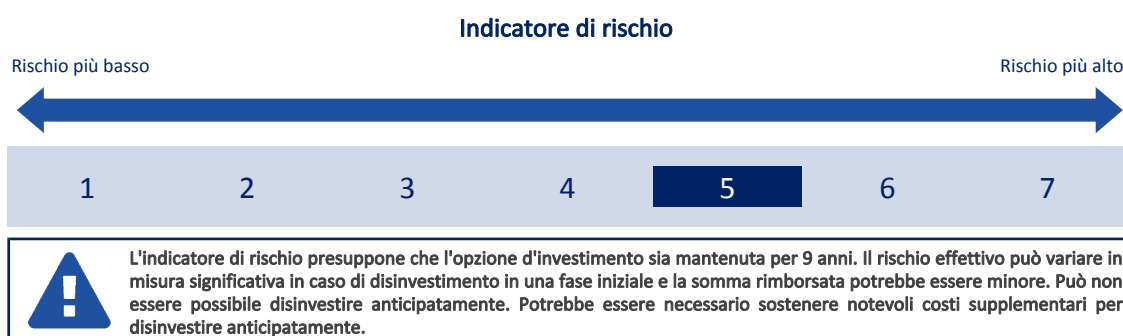 Indicatore di rischio
Rischio più basso
Rischio più alto
1 2 3 4 5 6 7
L'indicatore di rischio presuppone che l'opzione d'investimento sia mantenuta per 9 anni. Il rischio effettivo può variare in
misura significativa in caso di disinvestimento in una fase iniziale e la somma rimborsata potrebbe essere minore. Può non
essere possibile disinvestire anticipatamente. Potrebbe essere necessario sostenere notevoli costi supplementari per
disinvestire anticipatamente.